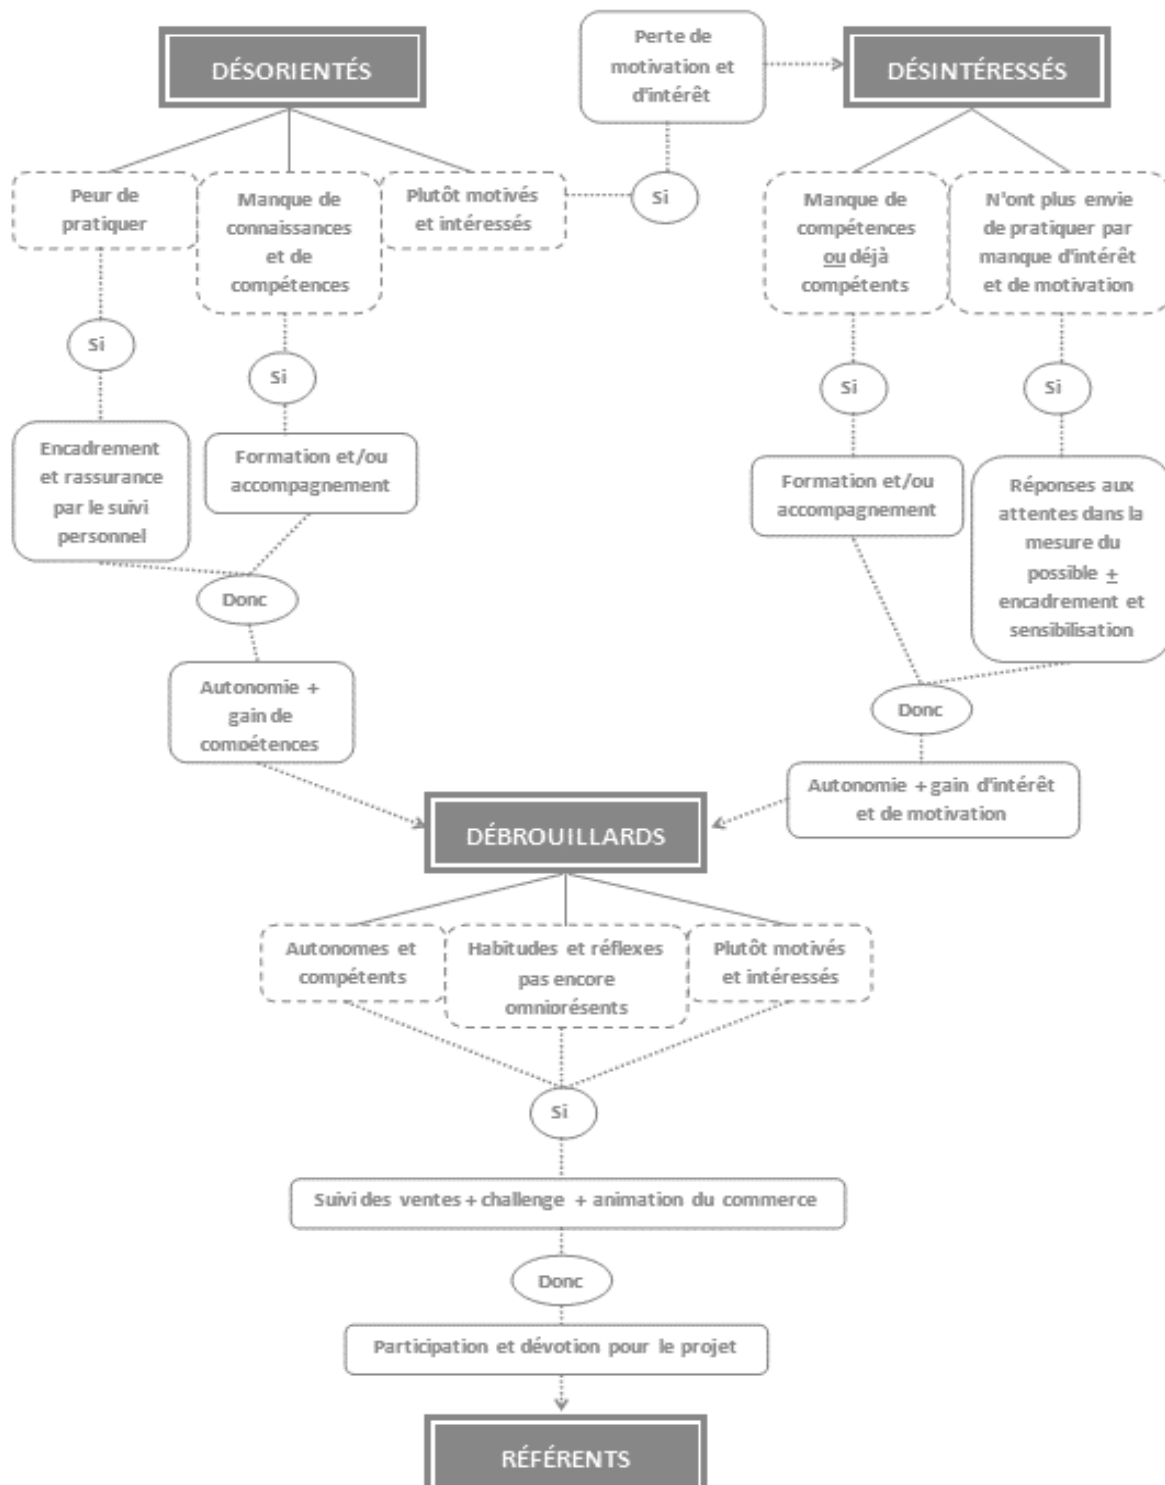 DÉSORIENTÉS
Perte de
motivation et
d'intérêt
DÉSINTÉRESSÉS
Peur de
pratiquer
Manque de
connaissances
et de
compétences
Plutôt motivés
et intéressés
Si
Manque de
compétences
ou déjà
compétents
N'ont plus envie
de pratiquer par
manque d'intérêt
et de motivation
Si
Si
Si
Si
Encadrement
et rassurance
par le suivi
personnel
Formation et/ou
accompagnement
Formation et/ou
accompagnement
Réponses aux
attentes dans la
mesure du
possible +
encadrement et
sensibilisation
Donc
Autonomie +
gain de
compétences
Donc
Autonomie + gain d'intérêt
et de motivation
DÉBROUILLARDS
Autonomes et
compétents
Habitudes et réflexes
pas encore
omniprésents
Plutôt motivés
et intéressés
Si
Suivi des ventes + challenge + animation du commerce
Donc
Participation et dévotion pour le projet
RÉFÉRENTS